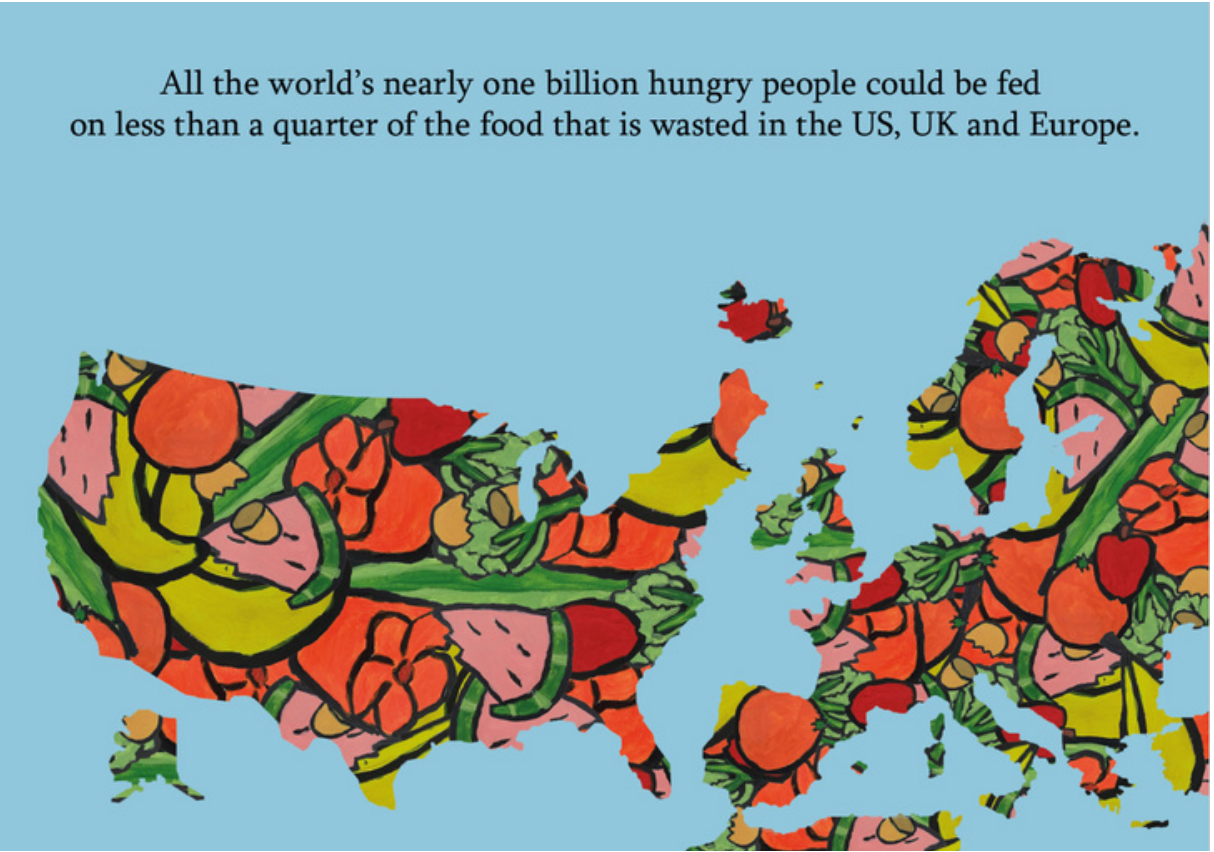 All the world’s nearly one billion hungry people could be fed
on less than a quarter of the food that is wasted in the US, UK and Europe.